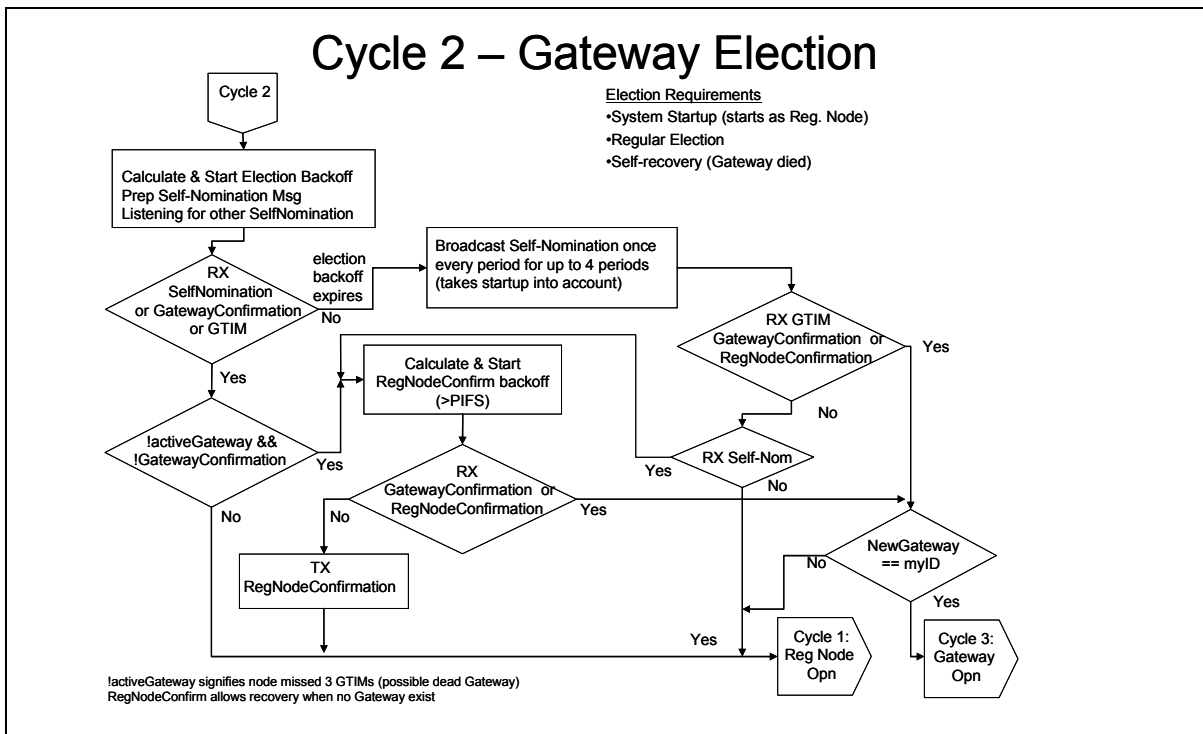 Cycle 2 – Gateway Election
Cycle 2
Election Requirements
•System Startup (starts as Reg. Node)
•Regular Election
•Self-recovery (Gateway died)
Calculate & Start Election Backoff
Prep Self-Nomination Msg
Listening for other SelfNomination
RX
SelfNomination
or GatewayConfirmation
or GTIM
election
backoff
expires
No
Broadcast Self-Nomination once
every period for up to 4 periods
(takes startup into account)
RX GTIM
GatewayConfirmation or
RegNodeConfirmation
Yes
No
Yes
Calculate & Start
RegNodeConfirm backoff
(>PIFS)
!activeGateway &&
!GatewayConfirmation
Yes
No
RX Self-Nom
Yes
No
RX
GatewayConfirmation or
RegNodeConfirmation
No
Yes
TX
RegNodeConfirmation
NewGateway
== myID
No
Yes
Yes
Cycle 1:
Reg Node
Opn
Cycle 3:
Gateway
Opn
!activeGateway signifies node missed 3 GTIMs (possible dead Gateway)
RegNodeConfirm allows recovery when no Gateway exist